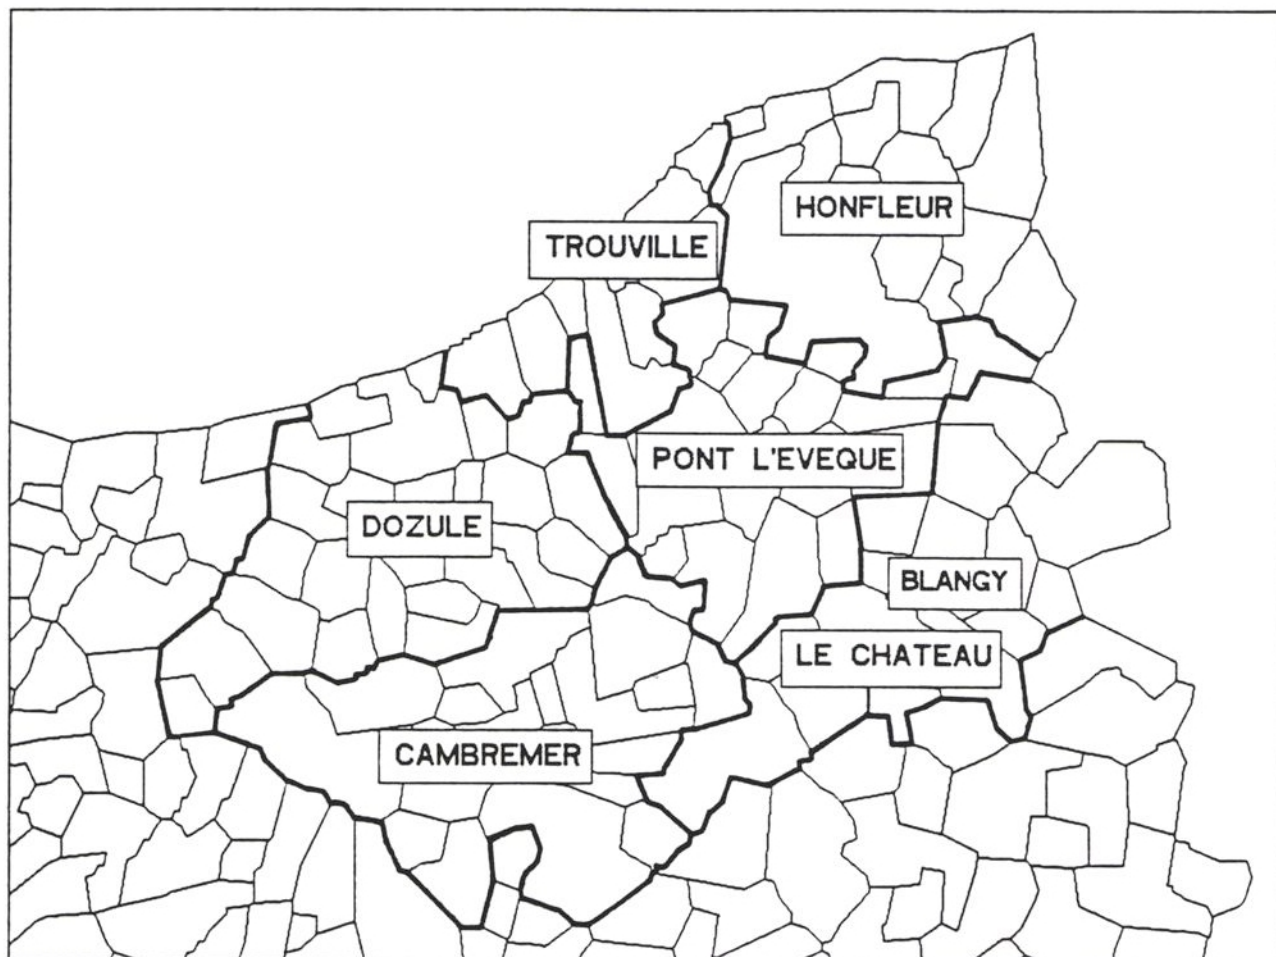 HONFLEUR
TROUVILLE
PONT L'EVEQUE
DOZULE
BLANGY
LE CHATEAU
CAMBREMER